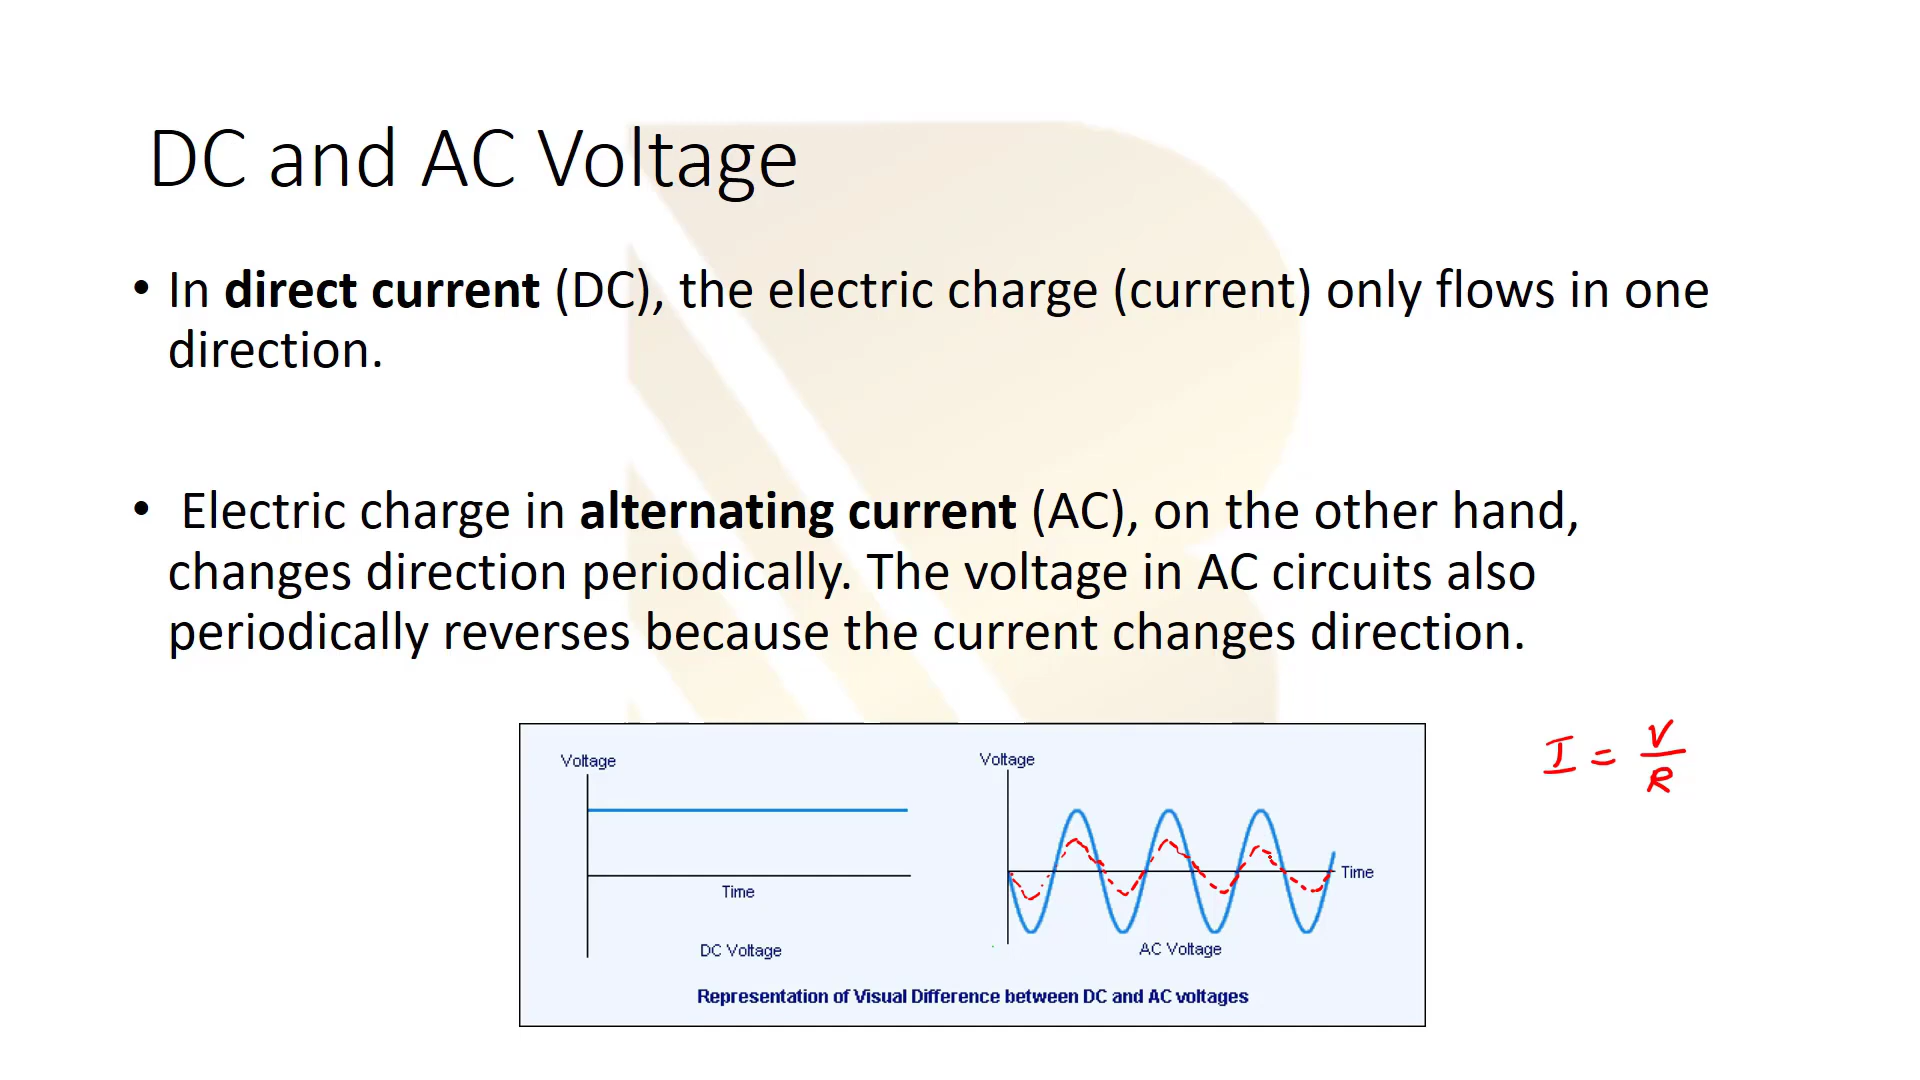 DC and AC Voltage
• In direct current (DC), the electric charge (current) only flows in one
direction.
• Electric charge in alternating current (AC), on the other hand,
changes direction periodically. The voltage in AC circuits also
periodically reverses because the current changes direction.
I = V/R
Voltage
Time
DC Voltage
Voltage
Time
AC Voltage
Representation of Visual Difference between DC and AC voltages